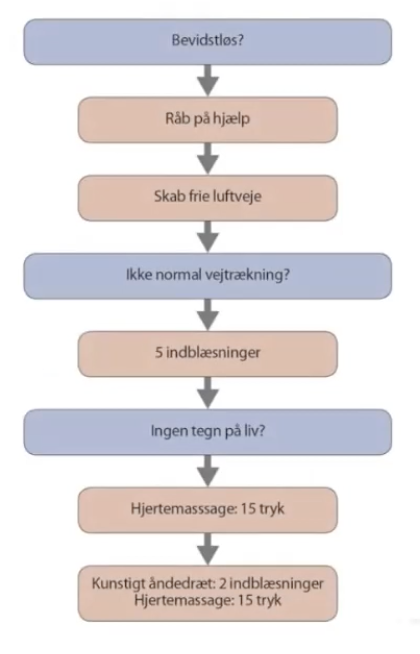 Bevidstløs?
Råb på hjælp
Skab frie luftveje
Ikke normal vejtrækning?
5 indblæsninger
Ingen tegn på liv?
Hjertemasssage: 15 tryk
Kunstigt åndedræt: 2 indblæsninger
Hjertemassage: 15 tryk